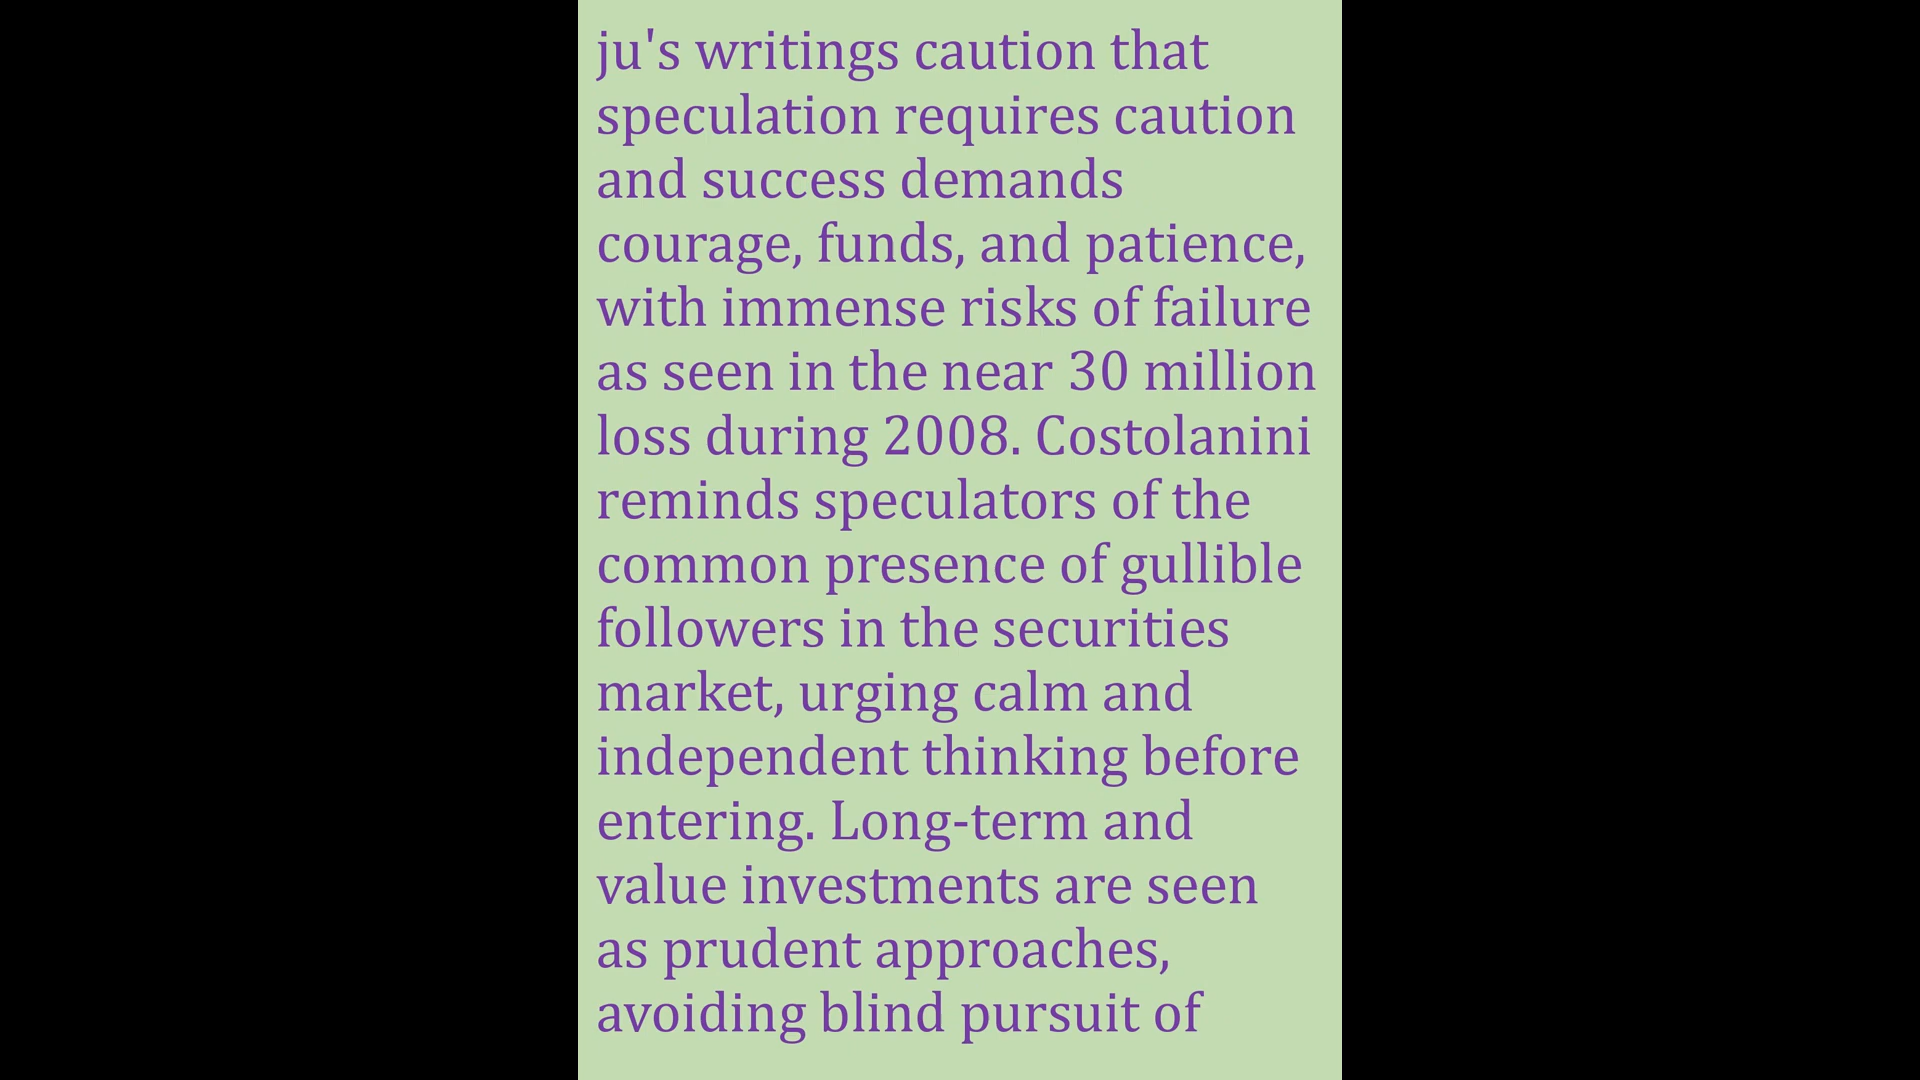 ju's writings caution that
speculation requires caution
and success demands
courage, funds, and patience,
with immense risks of failure
as seen in the near 30 million
loss during 2008. Costolanini
reminds speculators of the
common presence of gullible
followers in the securities
market, urging calm and
independent thinking before
entering. Long-term and
value investments are seen
as prudent approaches,
avoiding blind pursuit of